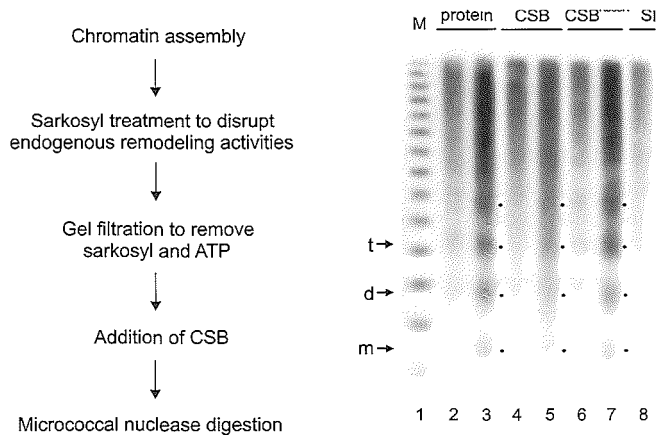 Chromatin assembly
Sarkosyl treatment to disrupt
endogenous remodeling activities
Gel filtration to remove
sarkosyl and ATP
Addition of CSB
Micrococcal nuclease digestion
M protein CSB CSB
t
d
m
1 2 3 4 5 6 7 8